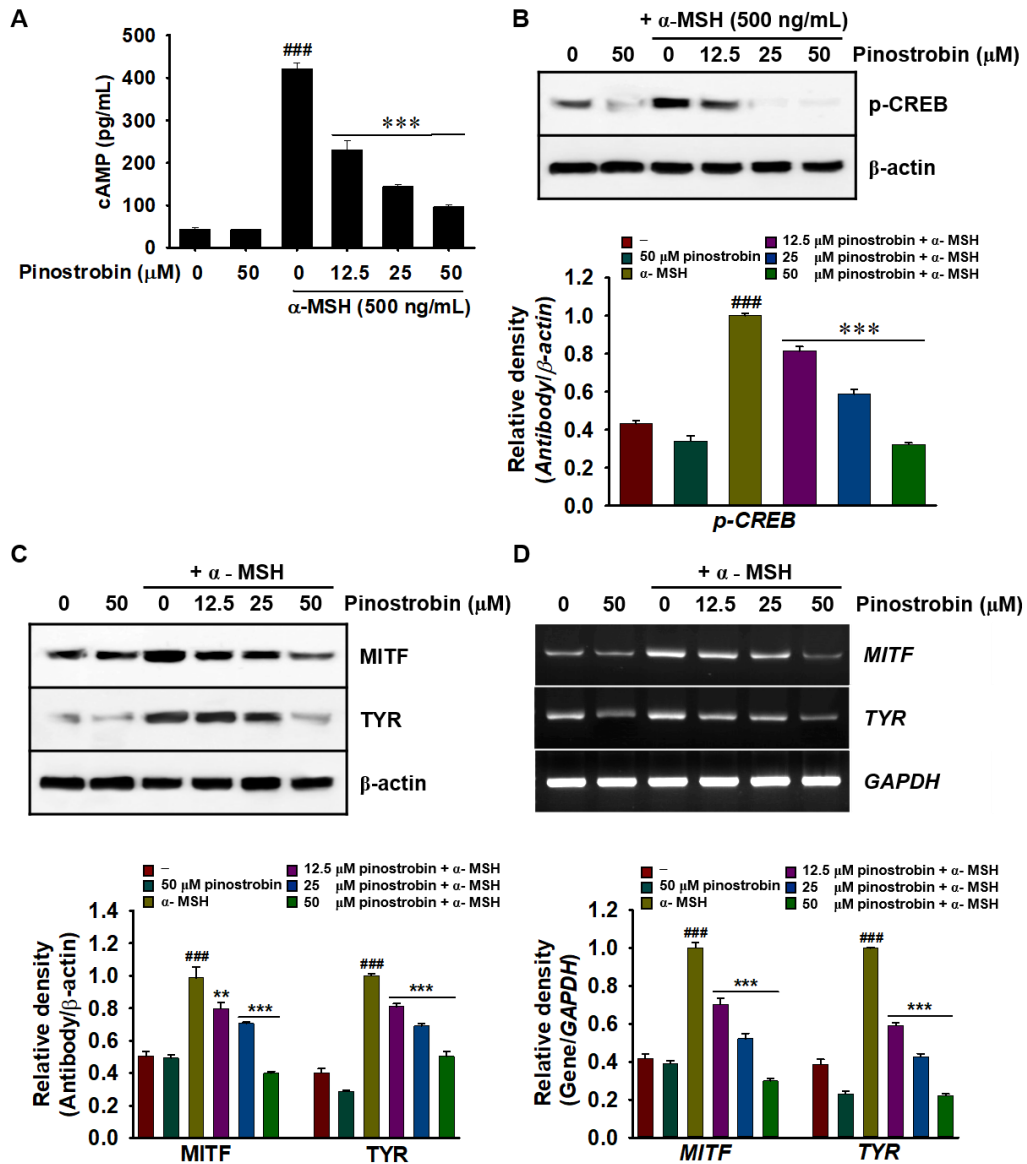 A
500
400
300
200
100
0
cAMP (pg/mL)
###
***
Pinostrobin (μM) 0 50 0 12.5 25 50
α-MSH (500 ng/mL)
B
+ α-MSH (500 ng/mL)
0 50 0 12.5 25 50 Pinostrobin (μM)
p-CREB
β-actin
–
50 μM pinostrobin
α- MSH
12.5 μM pinostrobin + α- MSH
25 μM pinostrobin + α- MSH
50 μM pinostrobin + α- MSH
Relative density
(Antibody/β-actin)
1.2
1.0
0.8
0.6
0.4
0.2
0.0
###
***
p-CREB
C
+ α - MSH
0 50 0 12.5 25 50 Pinostrobin (μM)
MITF
TYR
β-actin
–
50 μM pinostrobin
α- MSH
12.5 μM pinostrobin + α- MSH
25 μM pinostrobin + α- MSH
50 μM pinostrobin + α- MSH
Relative density
(Antibody/β-actin)
1.4
1.2
1.0
0.8
0.6
0.4
0.2
0.0
###
**
***
###
***
MITF TYR
D
+ α - MSH
0 50 0 12.5 25 50 Pinostrobin (μM)
MITF
TYR
GAPDH
–
50 μM pinostrobin
α- MSH
12.5 μM pinostrobin + α- MSH
25 μM pinostrobin + α- MSH
50 μM pinostrobin + α- MSH
Relative density
(Gene/GAPDH)
1.2
1.0
0.8
0.6
0.4
0.2
0.0
###
***
###
***
MITF TYR